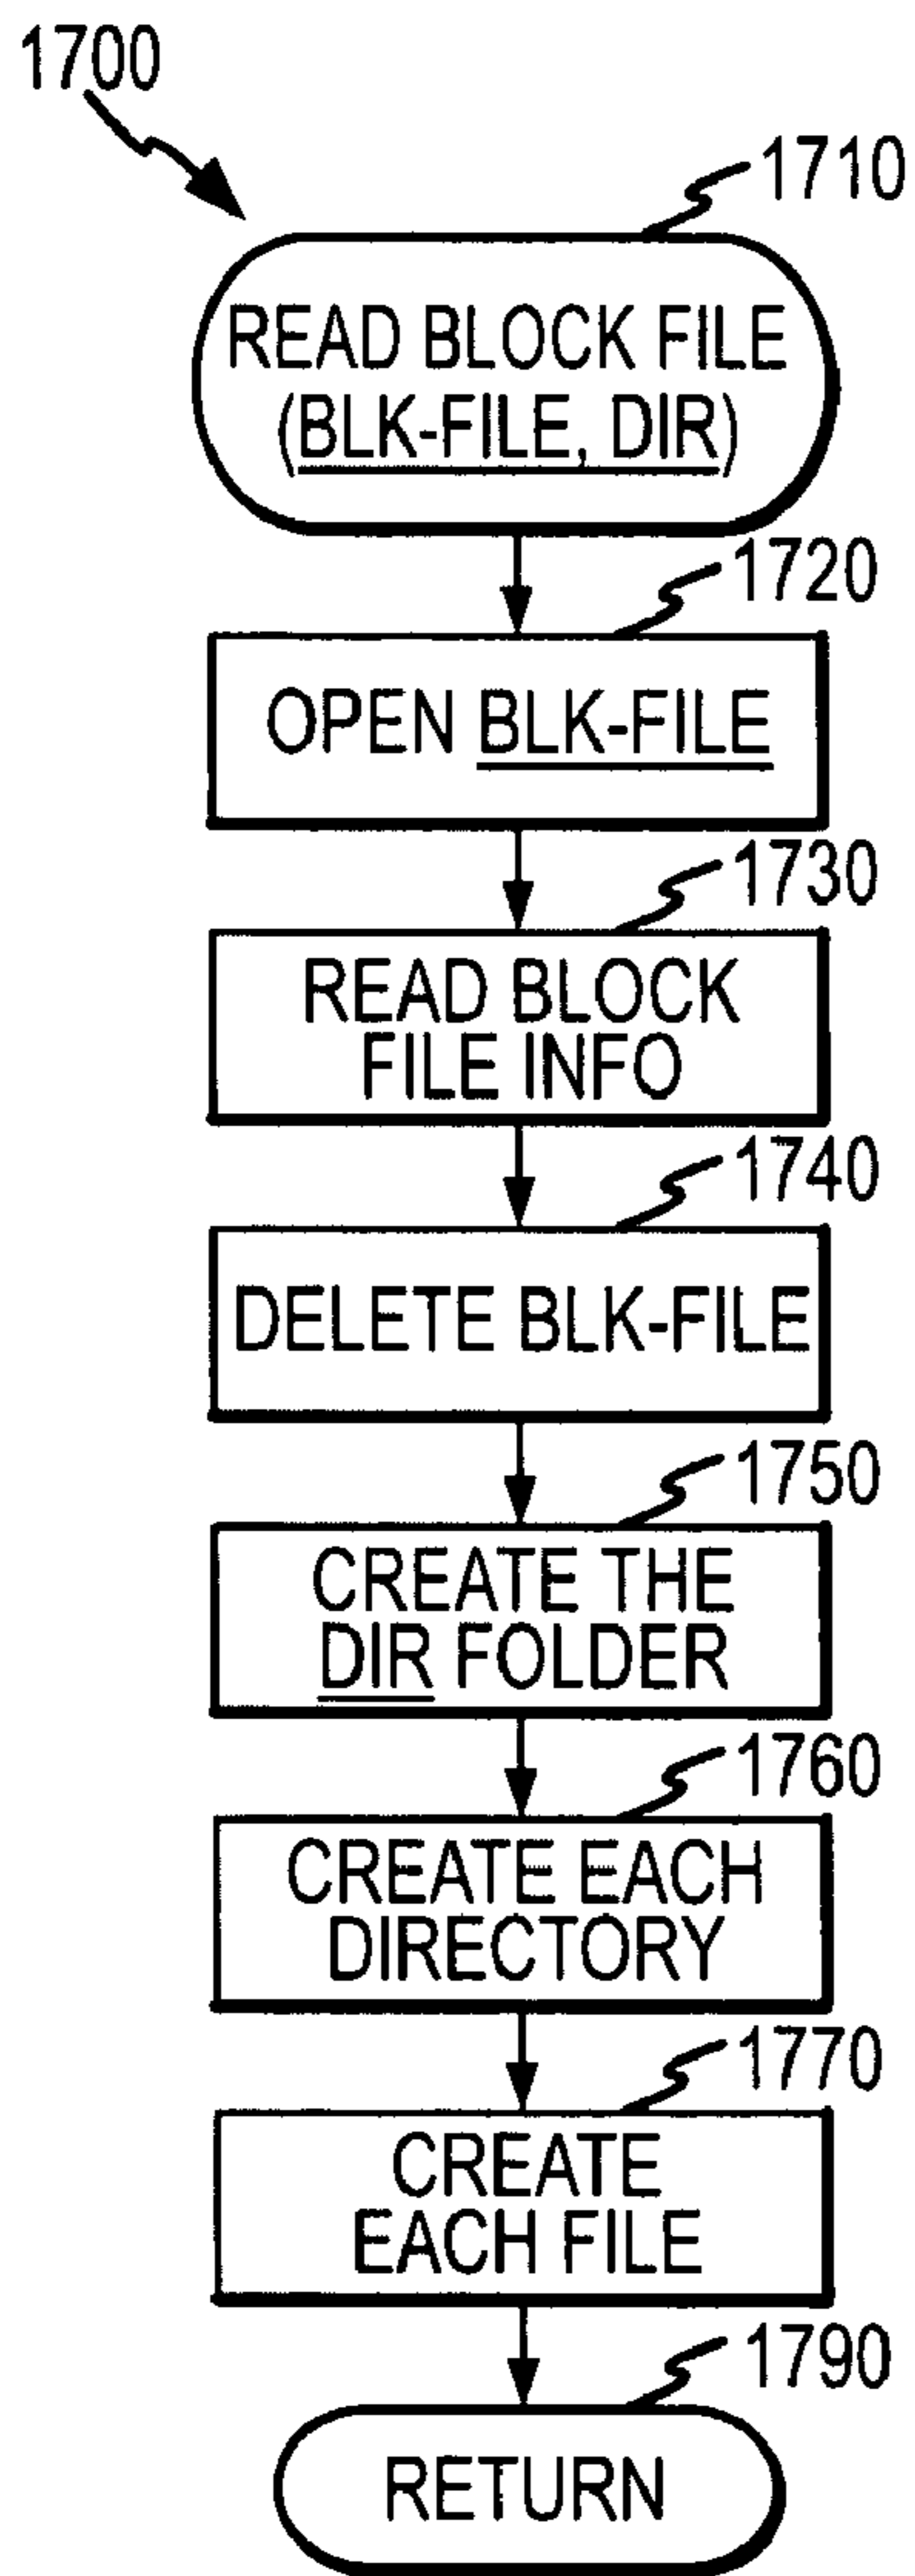 1700
1710
READ BLOCK FILE
(BLK-FILE, DIR)
1720
OPEN BLK-FILE
1730
READ BLOCK
FILE INFO
1740
DELETE BLK-FILE
1750
CREATE THE
DIR FOLDER
1760
CREATE EACH
DIRECTORY
1770
CREATE
EACH FILE
1790
RETURN